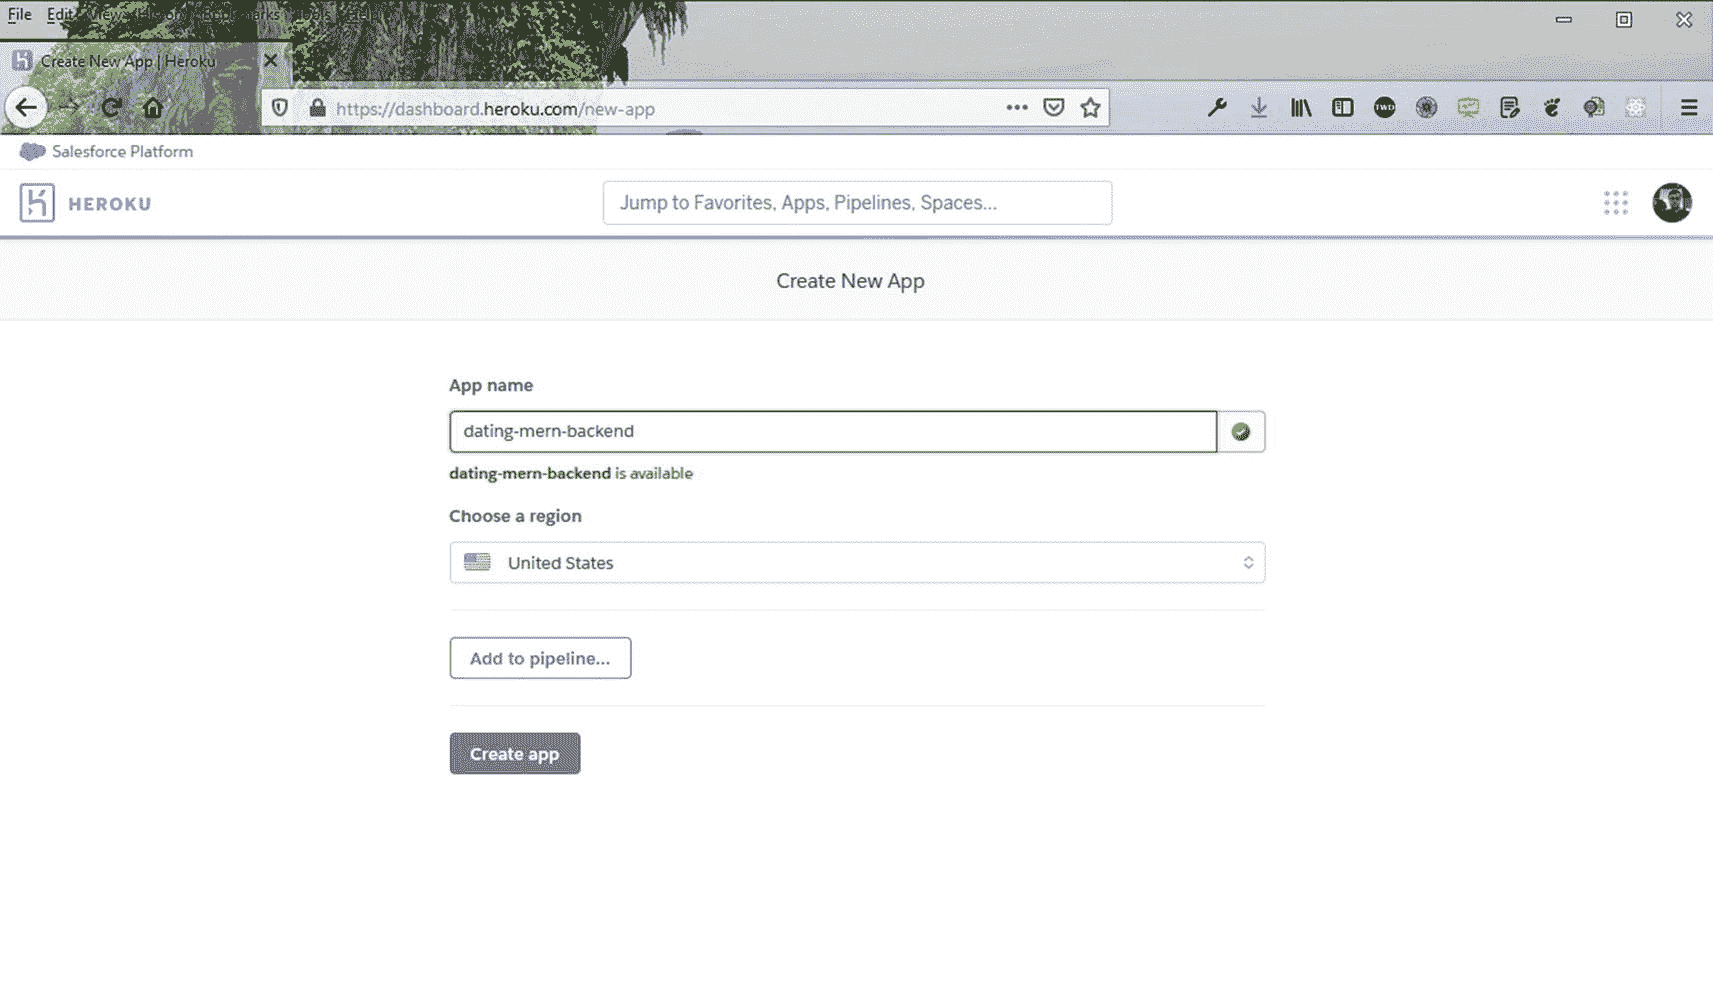 File Edit View History Bookmarks Tools Help
Create New App | Heroku
https://dashboard.heroku.com/new-app
TWD
Salesforce Platform
HEROKU
Jump to Favorites, Apps, Pipelines, Spaces...
Create New App
App name
dating-mern-backend
dating-mern-backend is available
Choose a region
United States
Add to pipeline...
Create app